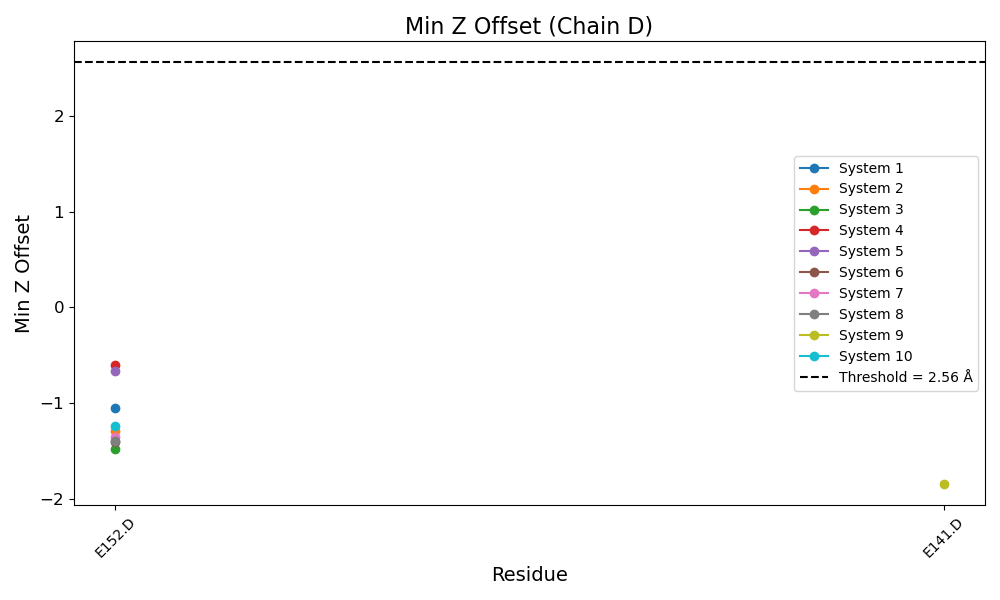 Min Z Offset (Chain D)
Min Z Offset
2
1
0
−1
−2
System 1
System 2
System 3
System 4
System 5
System 6
System 7
System 8
System 9
System 10
Threshold = 2.56 Å
E152.D
E141.D
Residue